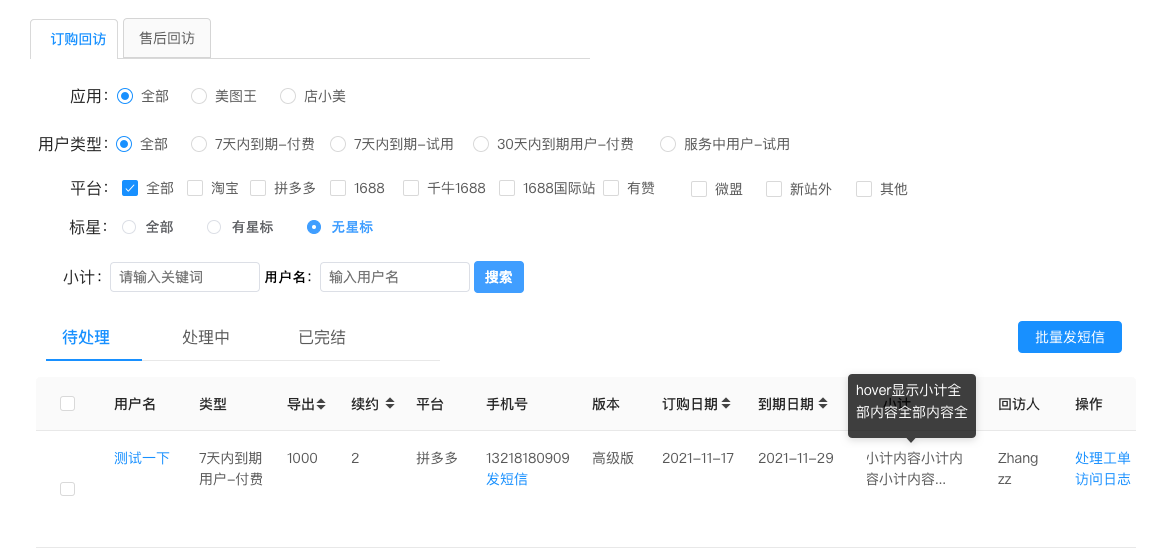 订购回访 售后回访
应用： 全部 美图王 店小美
用户类型： 全部 7天内到期-付费 7天内到期-试用 30天内到期用户-付费 服务中用户-试用
平台： 全部 淘宝 拼多多 1688 千牛1688 1688国际站 有赞 微盟 新站外 其他
标星： 全部 有星标 无星标
小计： 请输入关键词 用户名： 输入用户名 搜索
待处理 处理中 已完结 批量发短信
hover显示小计全
部内容全部内容全
用户名 类型 导出 续约 平台 手机号 版本 订购日期 到期日期 小计 回访人 操作
测试一下 7天内到期 1000 2 拼多多 13218180909 高级版 2021-11-17 2021-11-29 小计内容小计内 Zhang 处理工单
用户-付费 发短信 容小计内容... zz 访问日志